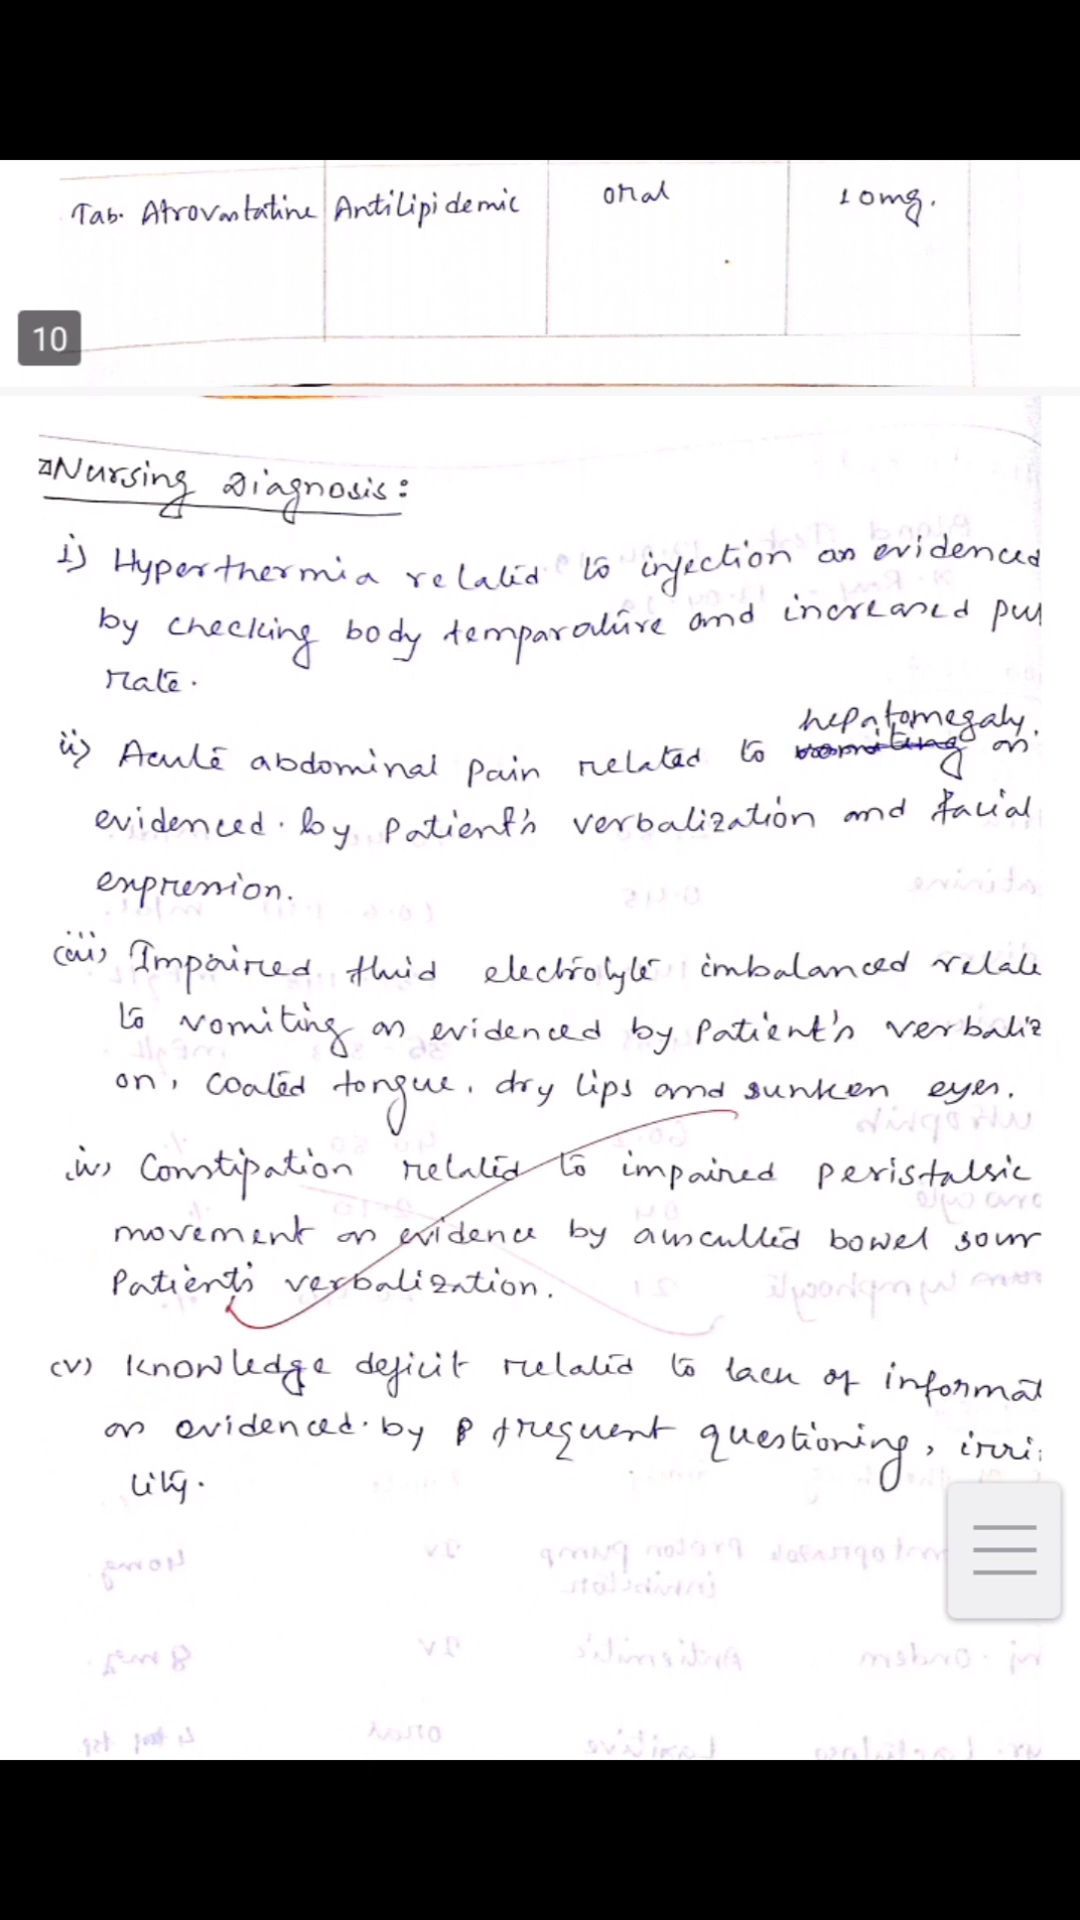 Tab. Atrovastatine Antilipidemic oral 10mg.
10
Nursing Diagnosis:
i) Hyperthermia related to injection as evidenced
by checking body temparature and increased pul
rate.
hepatomegaly.
ii) Acute abdominal pain related to vomiting as
evidenced. by patient's verbalization and facial
expression.
(iii) Impaired fluid electrolyte imbalanced relate
to vomiting as evidenced by patient's verbaliz
on, coated tongue, dry lips and sunken eyes.
iv) Constipation related to impaired peristalsic
movement as evidence by ausculted bowel soun
Patient's verbalization.
(v) Knowledge deficit related to lack of informat
as evidenced by frequent questioning, irri
lity.